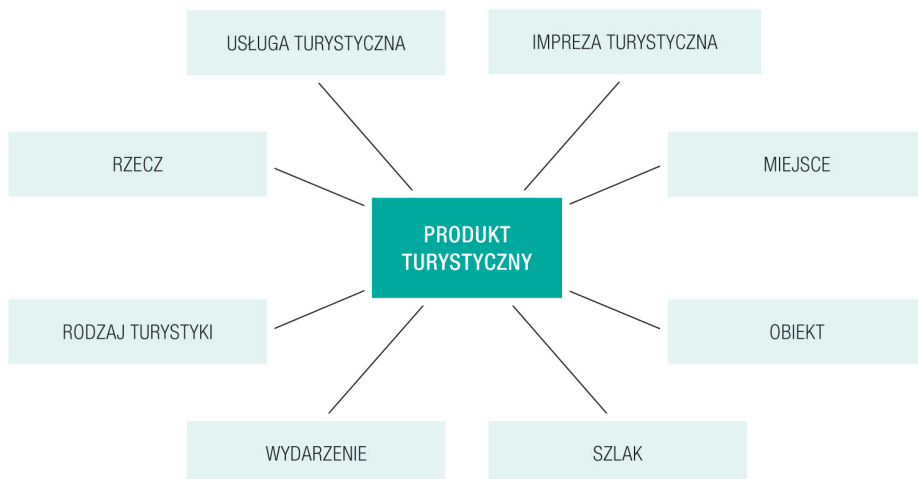 USŁUGA TURYSTYCZNA
IMPREZA TURYSTYCZNA
RZECZ
MIEJSCE
PRODUKT
TURYSTYCZNY
RODZAJ TURYSTYKI
OBIEKT
WYDARZENIE
SZLAK